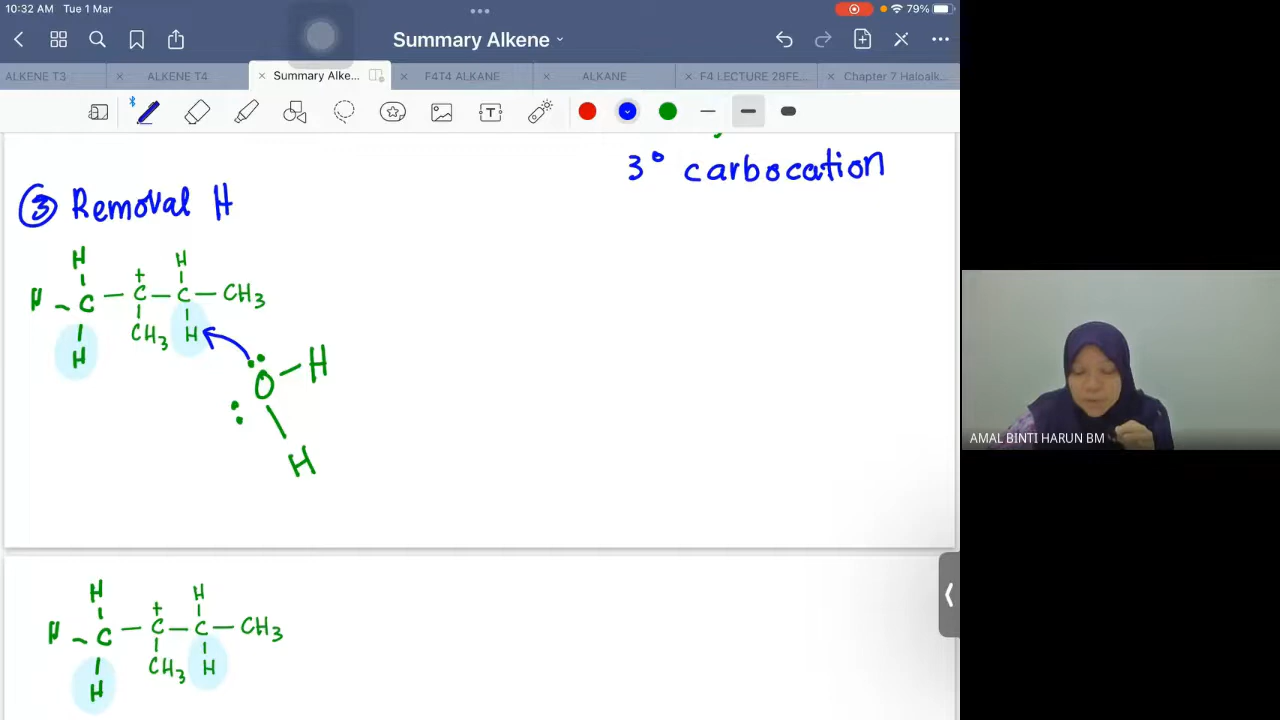 10:32 AM Tue 1 Mar
79%
Summary Alkene
ALKENE T3
ALKENE T4
Summary Alke...
F4T4 ALKANE
ALKANE
F4 LECTURE 28FE...
Chapter 7 Haloalk...
T
3° carbocation
③ Removal H
H H
+
H - C - C - C - CH3
H CH3 H
O - H
H
H H
+
H - C - C - C - CH3
H CH3 H
AMAL BINTI HARUN BM